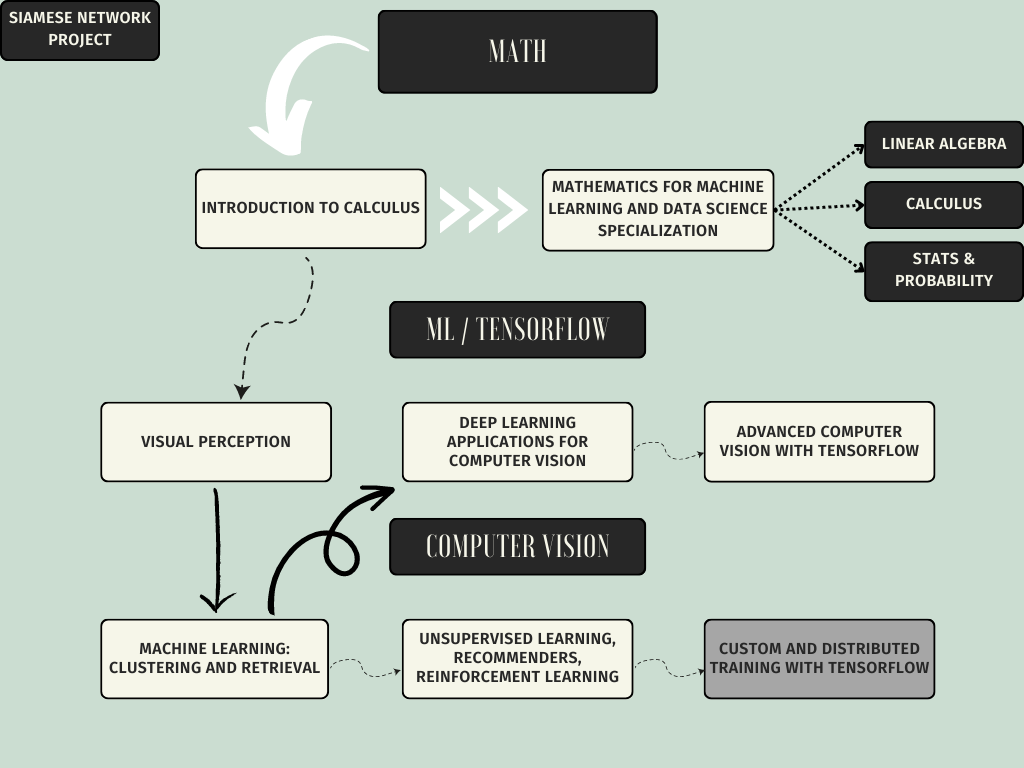 SIAMESE NETWORK
PROJECT
MATH
INTRODUCTION TO CALCULUS
MATHEMATICS FOR MACHINE
LEARNING AND DATA SCIENCE
SPECIALIZATION
LINEAR ALGEBRA
CALCULUS
STATS &
PROBABILITY
ML / TENSORFLOW
VISUAL PERCEPTION
DEEP LEARNING
APPLICATIONS FOR
COMPUTER VISION
ADVANCED COMPUTER
VISION WITH TENSORFLOW
COMPUTER VISION
MACHINE LEARNING:
CLUSTERING AND RETRIEVAL
UNSUPERVISED LEARNING,
RECOMMENDERS,
REINFORCEMENT LEARNING
CUSTOM AND DISTRIBUTED
TRAINING WITH TENSORFLOW